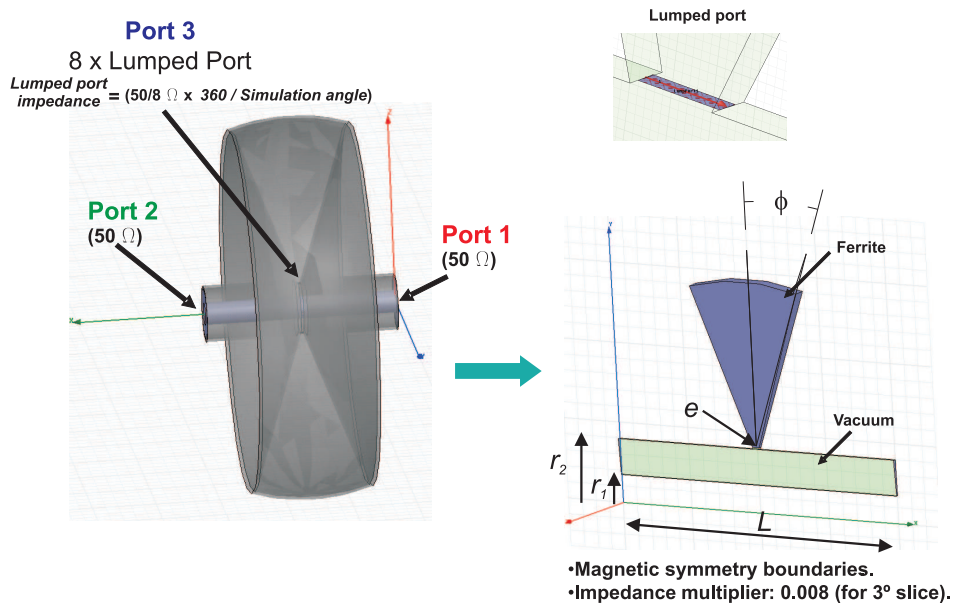 Port 3
8 x Lumped Port
Lumped port impedance = (50/8 Ω x 360 / Simulation angle)
Port 2
(50 Ω)
Port 1
(50 Ω)
Lumped port
ϕ
Ferrite
e
Vacuum
r2
r1
L
•Magnetic symmetry boundaries.
•Impedance multiplier: 0.008 (for 3º slice).